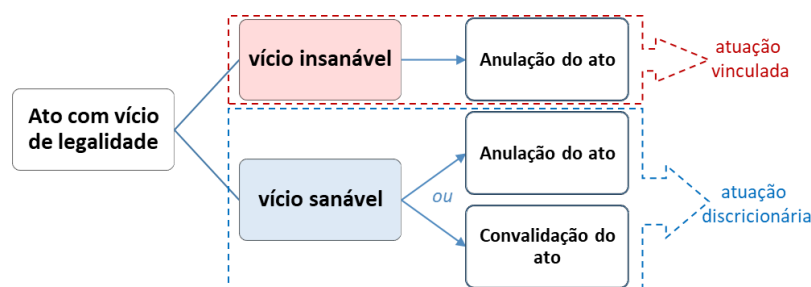 vício insanável
Anulação do ato
atuação
vinculada
Ato com vício
de legalidade
vício sanável
Anulação do ato
ou
Convalidação do
ato
atuação
discricionária